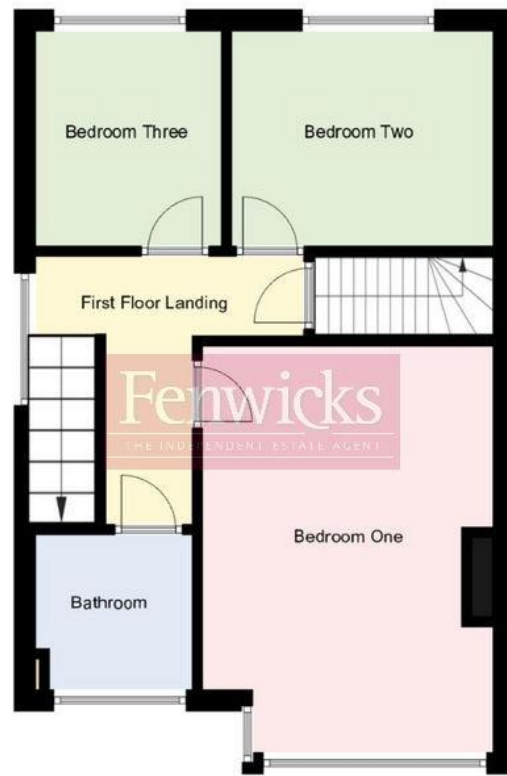 Bedroom Three
Bedroom Two
First Floor Landing
Fenwicks
THE INDEPENDENT ESTATE AGENT
Bedroom One
Bathroom